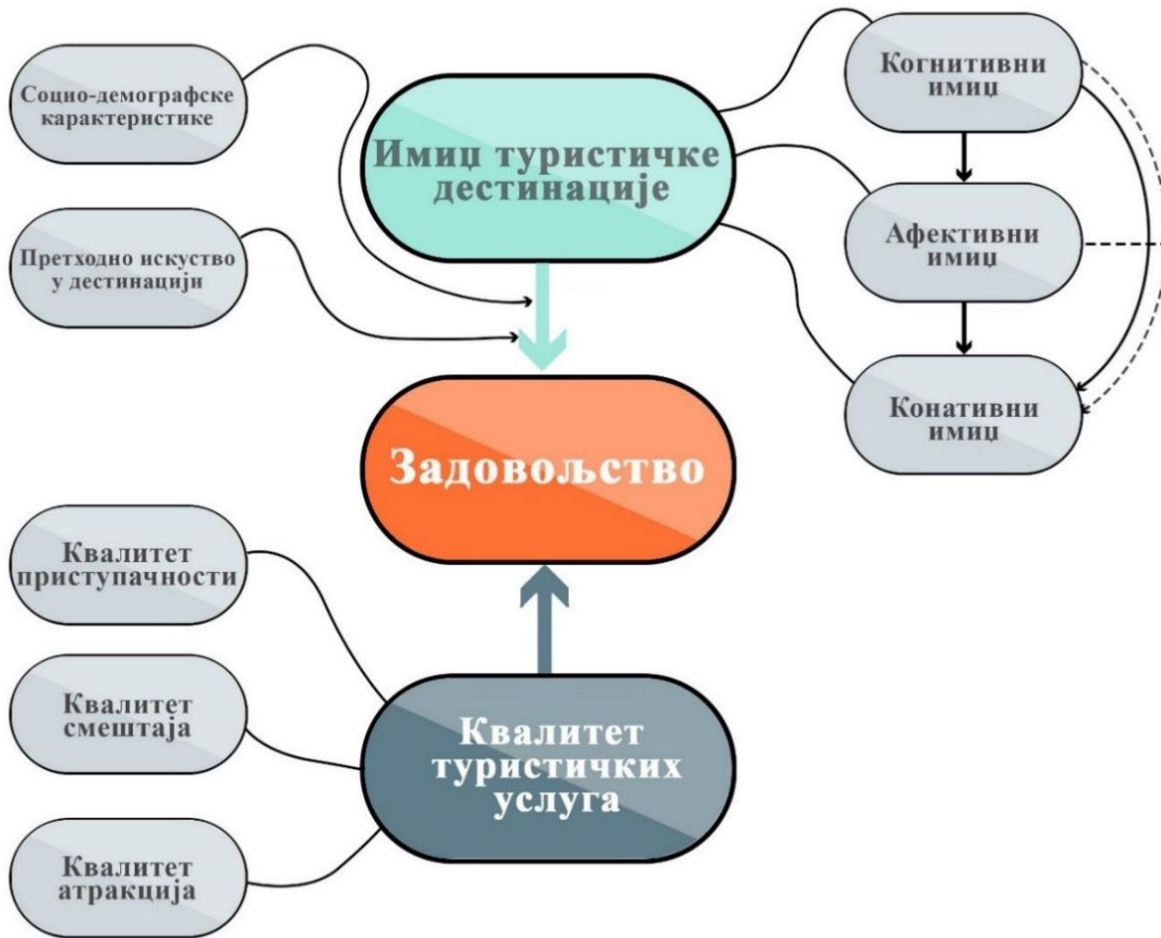 Социо-демографске
карактеристике
Претходно искуство
у дестинацији
Имиџ туристичке
дестинације
Когнитивни
имиџ
Афективни
имиџ
Конативни
имиџ
Задовољство
Квалитет
приступачности
Квалитет
смештаја
Квалитет
атракција
Квалитет
туристичких
услуга